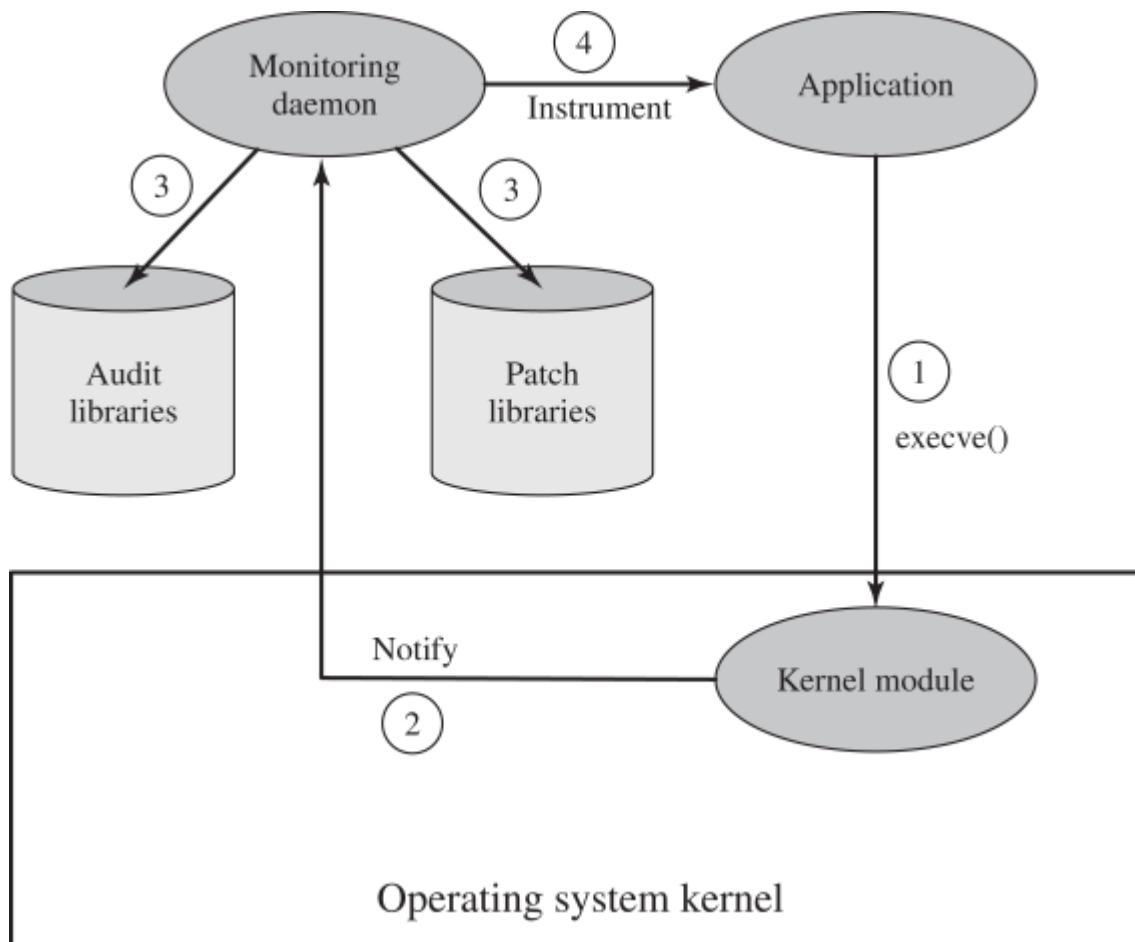 4
Monitoring
daemon
Application
Instrument
3
3
Audit
libraries
Patch
libraries
1
execve()
Notify
2
Kernel module
Operating system kernel